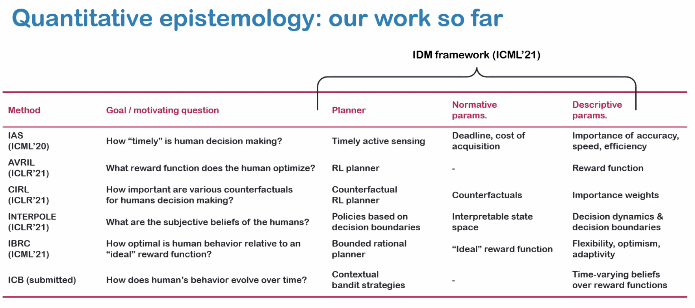 Quantitative epistemology: our work so far
IDM framework (ICML'21)
Method Goal / motivating question Planner Normative params. Descriptive params.
IAS (ICML'20) How "timely" is human decision making? Timely active sensing Deadline, cost of acquisition Importance of accuracy, speed, efficiency
AVRIL (ICLR'21) What reward function does the human optimize? RL planner - Reward function
CIRL (ICLR'21) How important are various counterfactuals for humans decision making? Counterfactual RL planner Counterfactuals Importance weights
INTERPOLE (ICLR'21) What are the subjective beliefs of the humans? Policies based on decision boundaries Interpretable state space Decision dynamics & decision boundaries
IBRC (ICML'21) How optimal is human behavior relative to an "ideal" reward function? Bounded rational planner "Ideal" reward function Flexibility, optimism, adaptivity
ICB (submitted) How does human's behavior evolve over time? Contextual bandit strategies - Time-varying beliefs over reward functions